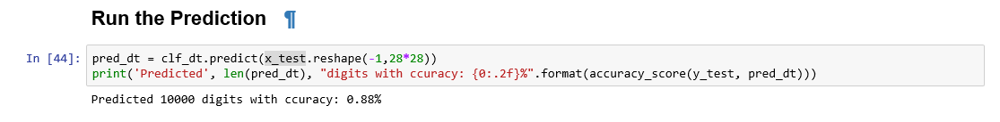 Run the Prediction ¶
In [44]: pred_dt = clf_dt.predict(x_test.reshape(-1,28*28))
print('Predicted', len(pred_dt), "digits with ccuracy: {0:.2f}%".format(accuracy_score(y_test, pred_dt)))
Predicted 10000 digits with ccuracy: 0.88%